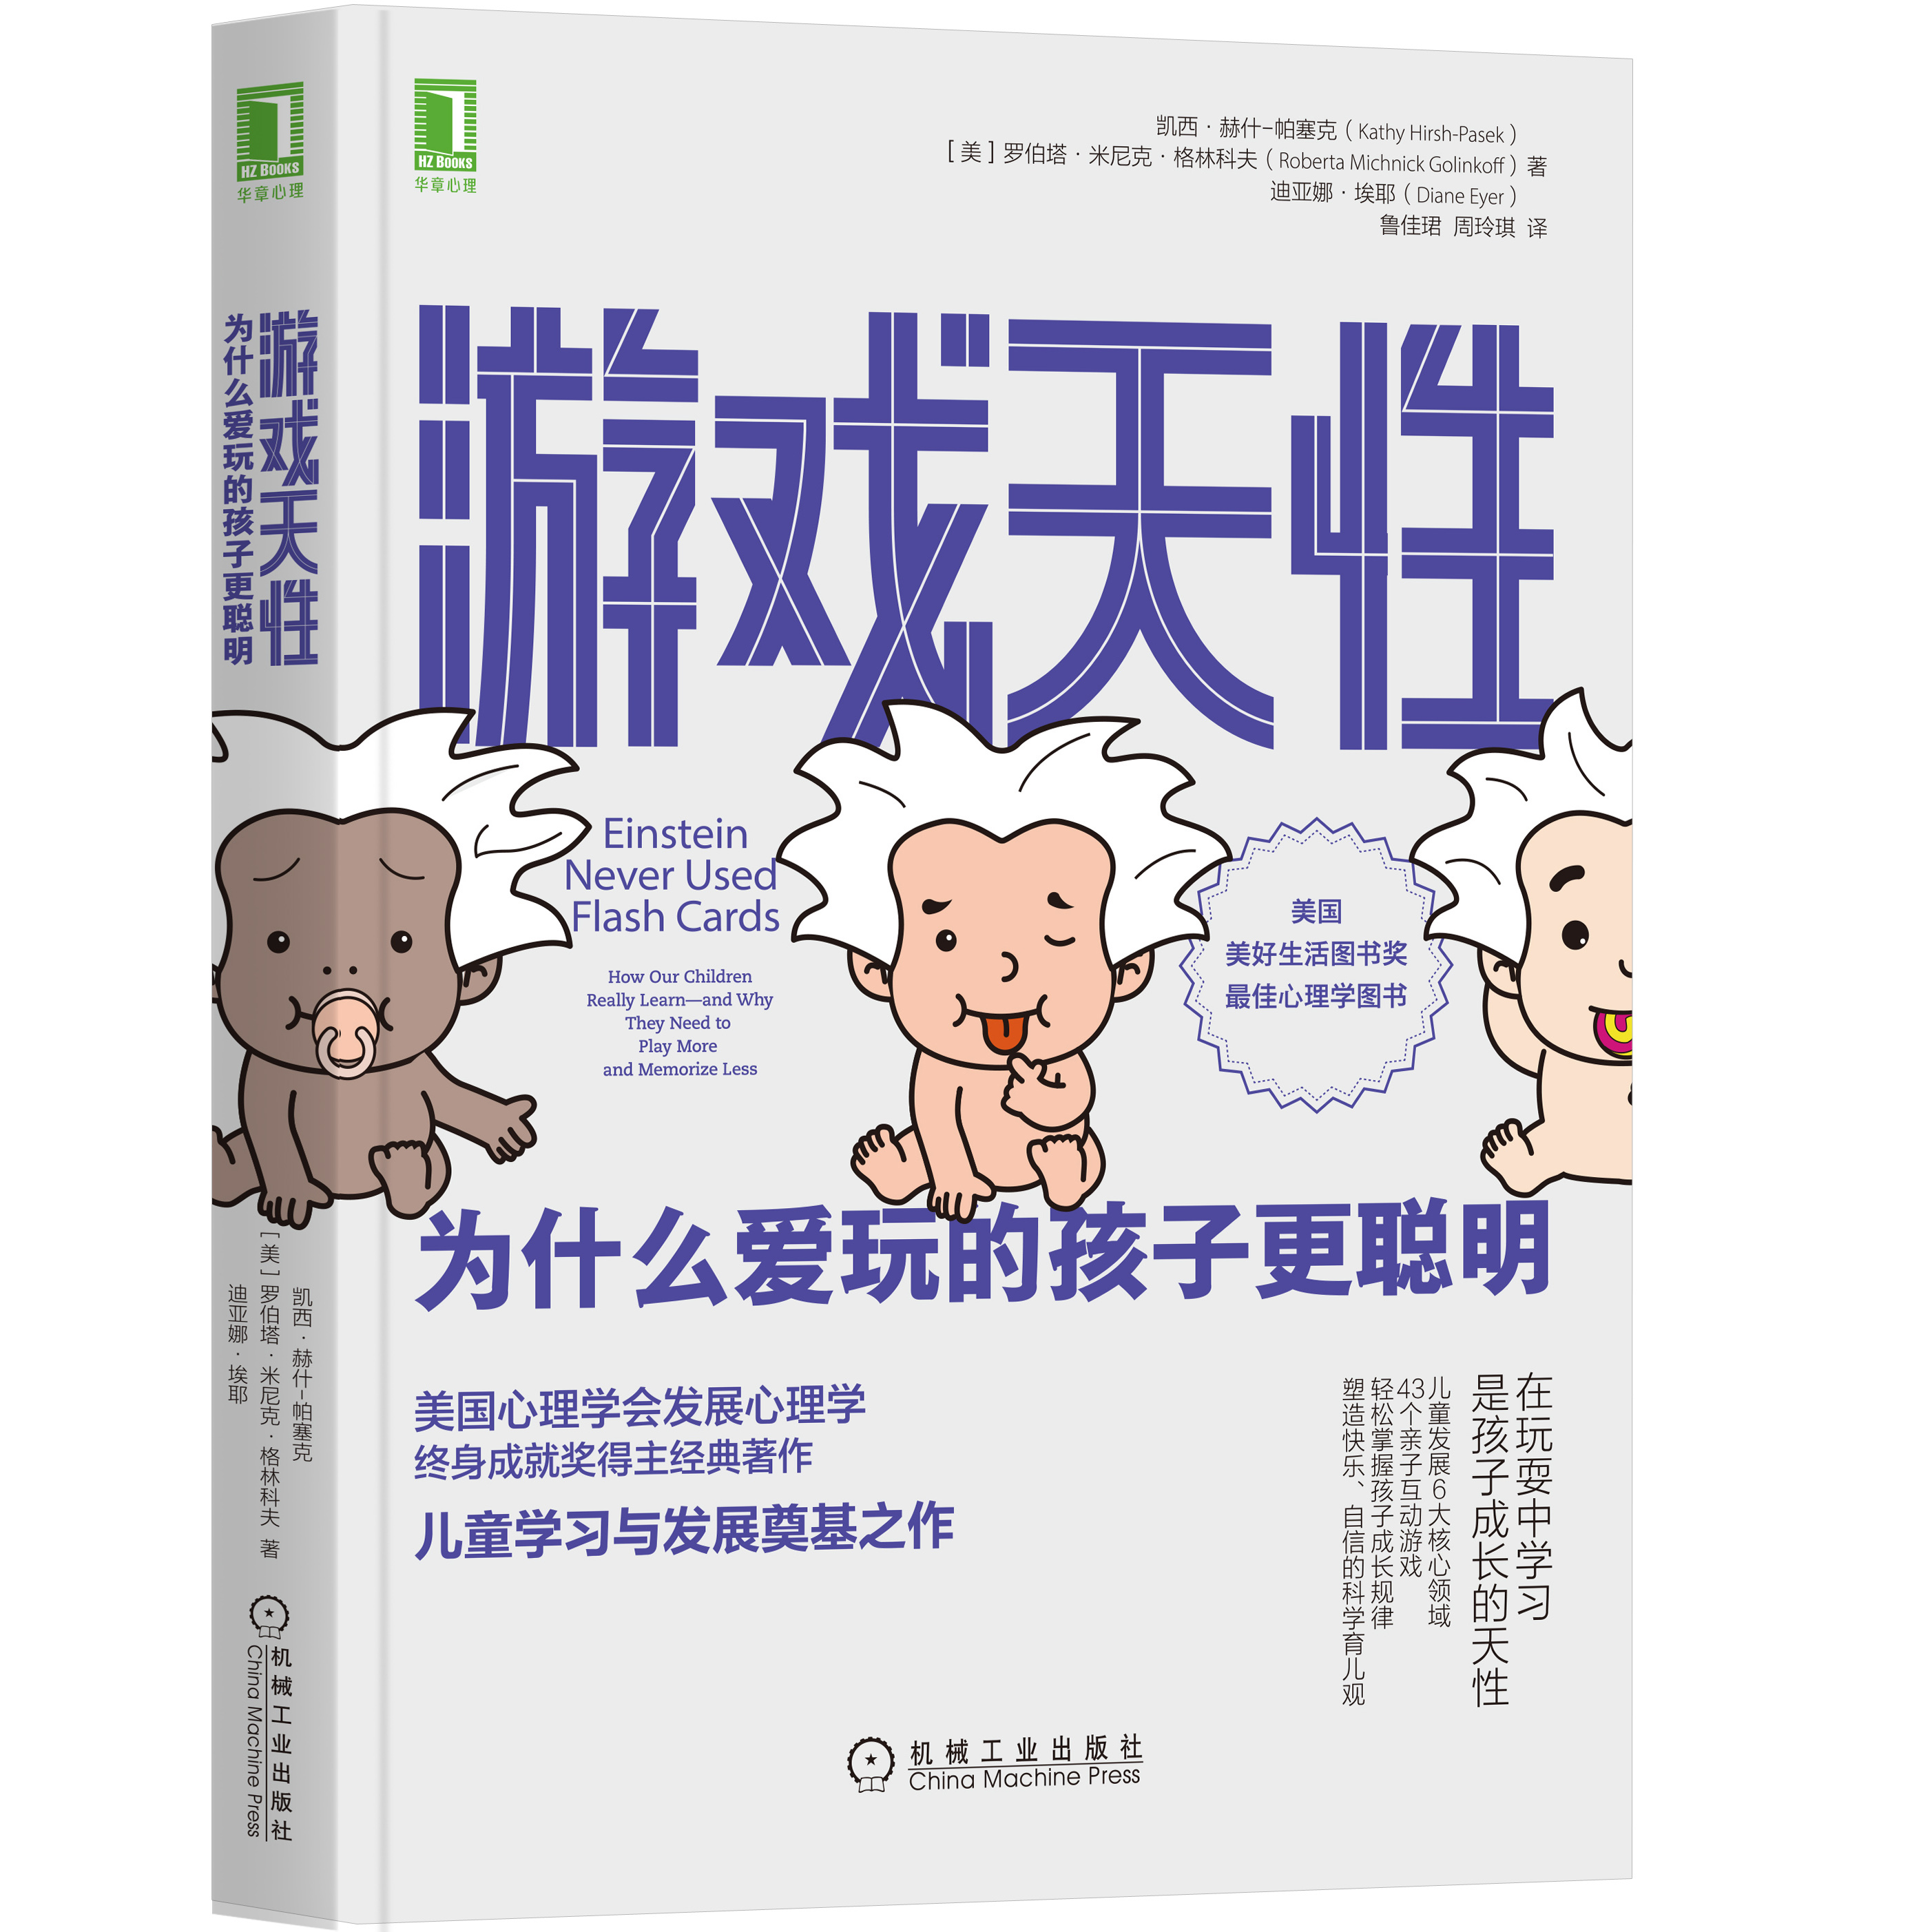 HZ BOOKS
华章心理
游戏天性
为什么爱玩的孩子更聪明
凯西·赫什-帕塞克
[美]罗伯塔·米尼克·格林科夫 著
迪亚娜·埃耶
机械工业出版社
China Machine Press
HZ BOOKS
华章心理
凯西·赫什-帕塞克(Kathy Hirsh-Pasek)
[美]罗伯塔·米尼克·格林科夫(Roberta Michnick Golinkoff)著
迪亚娜·埃耶(Diane Eyer)
鲁佳珺 周玲琪 译
游戏天性
Einstein
Never Used
Flash Cards
How Our Children
Really Learn—and Why
They Need to
Play More
and Memorize Less
美国
美好生活图书奖
最佳心理学图书
为什么爱玩的孩子更聪明
美国心理学会发展心理学
终身成就奖得主经典著作
儿童学习与发展奠基之作
在玩耍中学习
是孩子成长的天性
儿童发展6大核心领域
43个亲子互动游戏
轻松掌握孩子成长规律
塑造快乐、自信的科学育儿观
机械工业出版社
China Machine Press